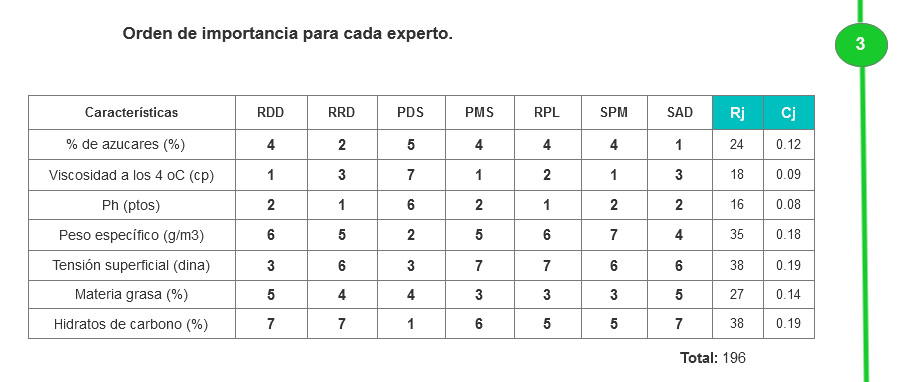 Orden de importancia para cada experto.
3
Características RDD RRD PDS PMS RPL SPM SAD Rj Cj
% de azucares (%) 4 2 5 4 4 4 1 24 0.12
Viscosidad a los 4 oC (cp) 1 3 7 1 2 1 3 18 0.09
Ph (ptos) 2 1 6 2 1 2 2 16 0.08
Peso específico (g/m3) 6 5 2 5 6 7 4 35 0.18
Tensión superficial (dina) 3 6 3 7 7 6 6 38 0.19
Materia grasa (%) 5 4 4 3 3 3 5 27 0.14
Hidratos de carbono (%) 7 7 1 6 5 5 7 38 0.19
Total: 196